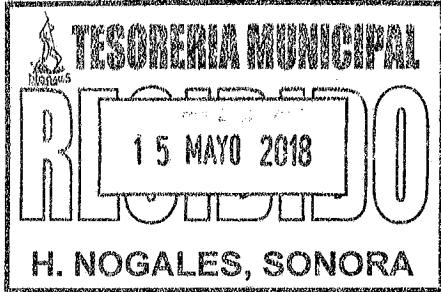 TESORERIA MUNICIPAL
RECIBIDO
15 MAYO 2018
H. NOGALES, SONORA